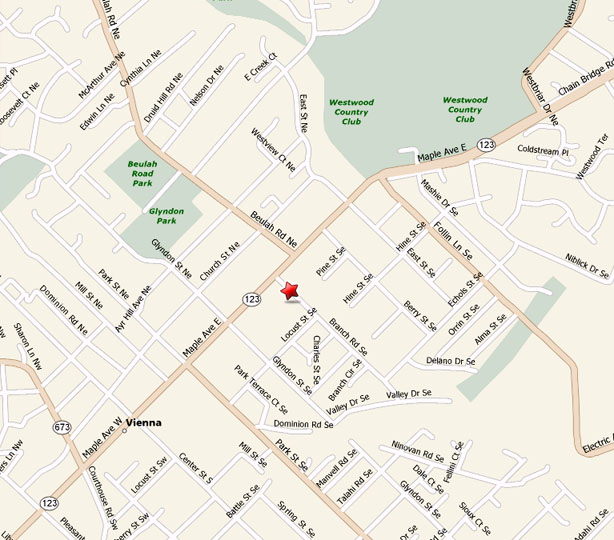 McArthur Ave Ne
Cynthia Ln Ne
Edwin Ln Ne
Druid Hill Rd Ne
Nelson Dr Ne
E Creek Ct
East St Ne
Westview Ct Ne
Westwood
Country
Club
Westwood
Country
Club
Westbriar Dr Ne
Chain Bridge Rd
Maple Ave E
123
Coldstream Pl
Westwood Ter
Beulah
Road
Park
Glyndon
Park
Mashie Dr Se
Follin Ln Se
Niblick Dr Se
Beulah Rd Ne
Glyndon St Ne
Church St Ne
Pine St Se
Hine St Se
Hine St Se
East St Se
Echols St Se
Orrin St Se
Alma St Se
Berry St Se
Park St Ne
Mill St Ne
Dominion Rd Ne
Ayr Hill Ave Ne
123
Maple Ave E
Locust St Se
Branch Rd Se
Charles St Se
Glyndon St Se
Branch Cir Se
Delano Dr Se
Sharon Ln Nw
Park Terrace Ct Se
Valley Dr Se
Valley Dr Se
Dominion Rd Se
Vienna
673
Maple Ave W
Park St Se
Mill St Se
Center St S
Locust St Sw
Courthouse Rd Sw
Battle St Se
Spring St Se
Manvell Rd Se
Talahi Rd Se
Ninovan Rd Se
Dale Ct Se
Fellini Ct Se
Glyndon St Se
Sioux Ct Se
123
Adahi Rd Se